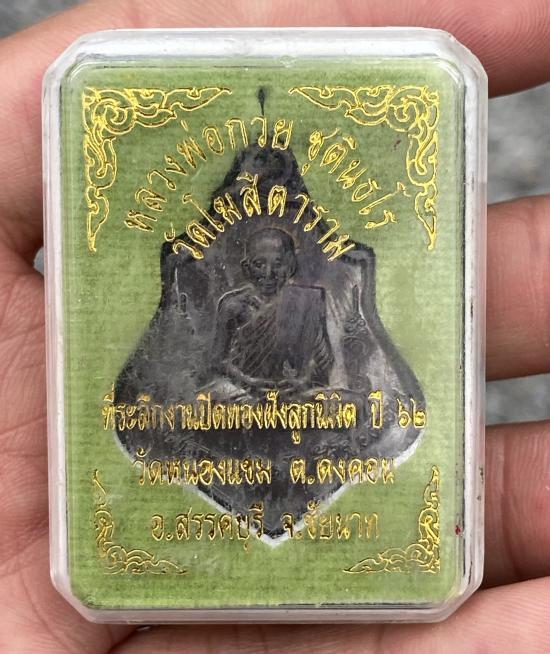 หลวงพ่อกวย ชุตินฺธโร
วัดโฆสิตาราม
ที่ระลึกงานปิดทองฝังลูกนิมิต ปี ๖๒
วัดหนองแขม ต.ดงคอน
อ.สรรคบุรี จ.ชัยนาท